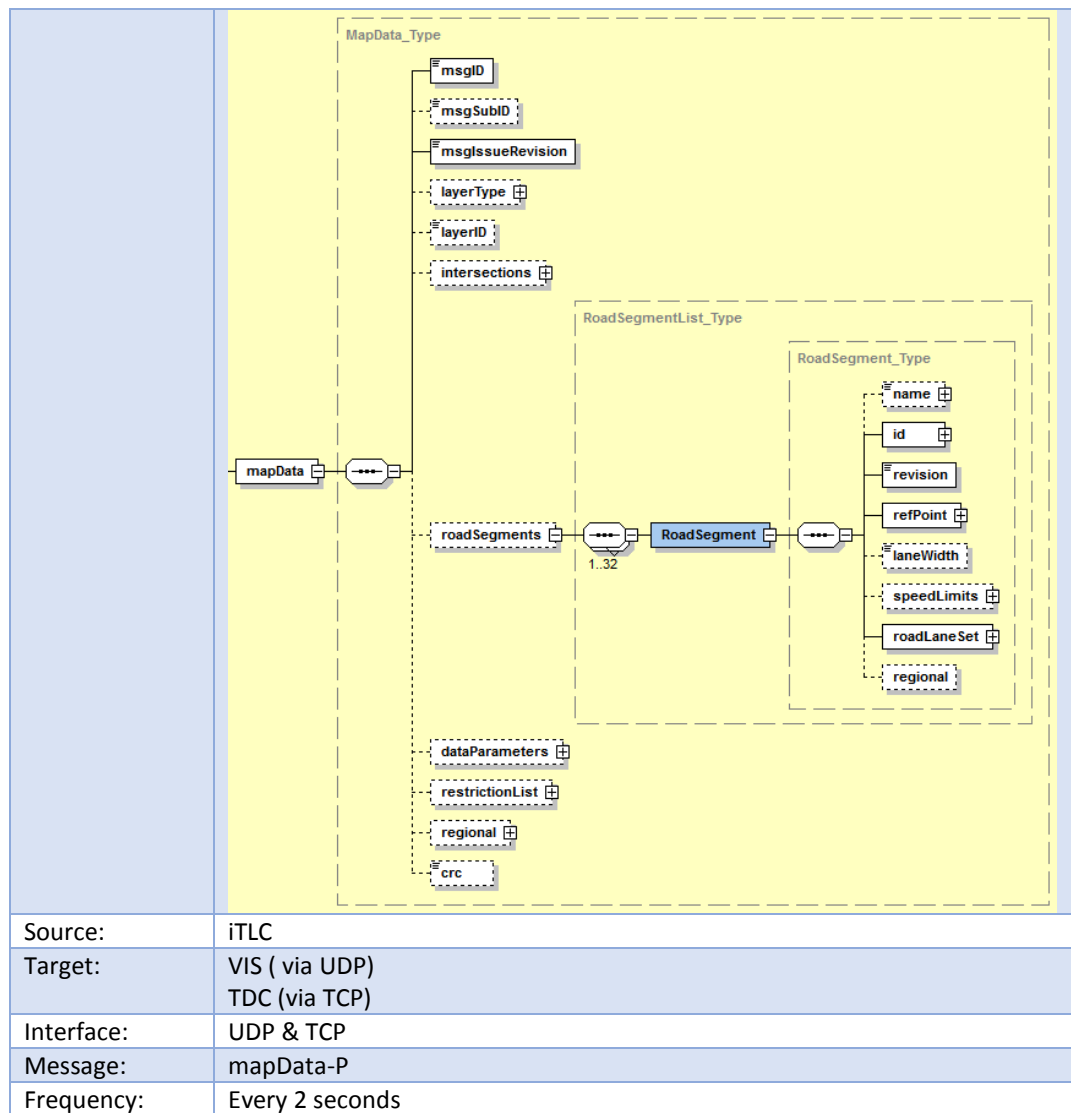 MapData_Type
msgID
msgSubID
msgIssueRevision
layerType
layerID
intersections
RoadSegmentList_Type
RoadSegment_Type
name
id
revision
mapData
refPoint
roadSegments
RoadSegment
1..32
laneWidth
speedLimits
roadLaneSet
regional
dataParameters
restrictionList
regional
crc
Source: iTLC
Target: VIS ( via UDP)
TDC (via TCP)
Interface: UDP & TCP
Message: mapData-P
Frequency: Every 2 seconds